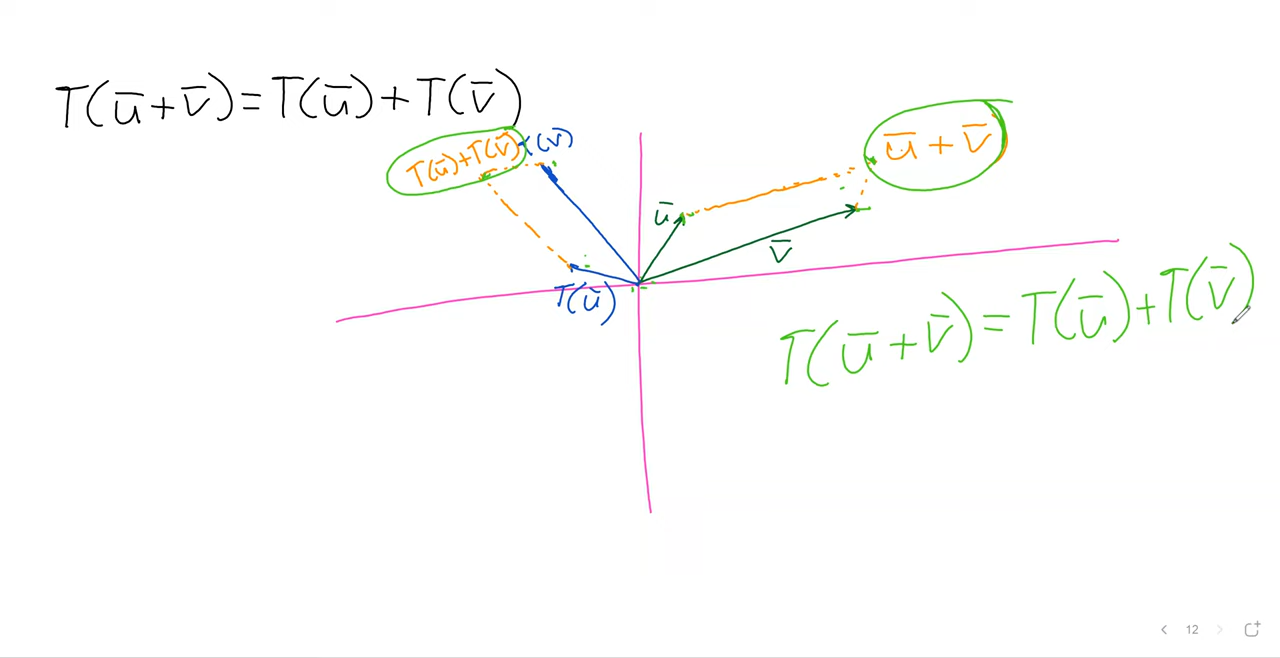 T(ū+v̄)=T(ū)+T(v̄)
T(ū)+T(v̄)
T(v̄)
ū+v̄
ū
v̄
T(ū)
T(ū+v̄)=T(ū)+T(v̄)
12